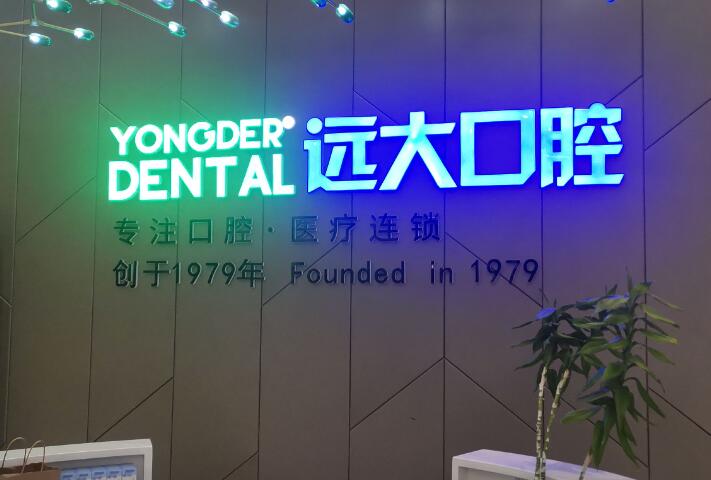 YONGDER
DENTAL
远大口腔
专注口腔·医疗连锁
创于1979年 Founded in 1979